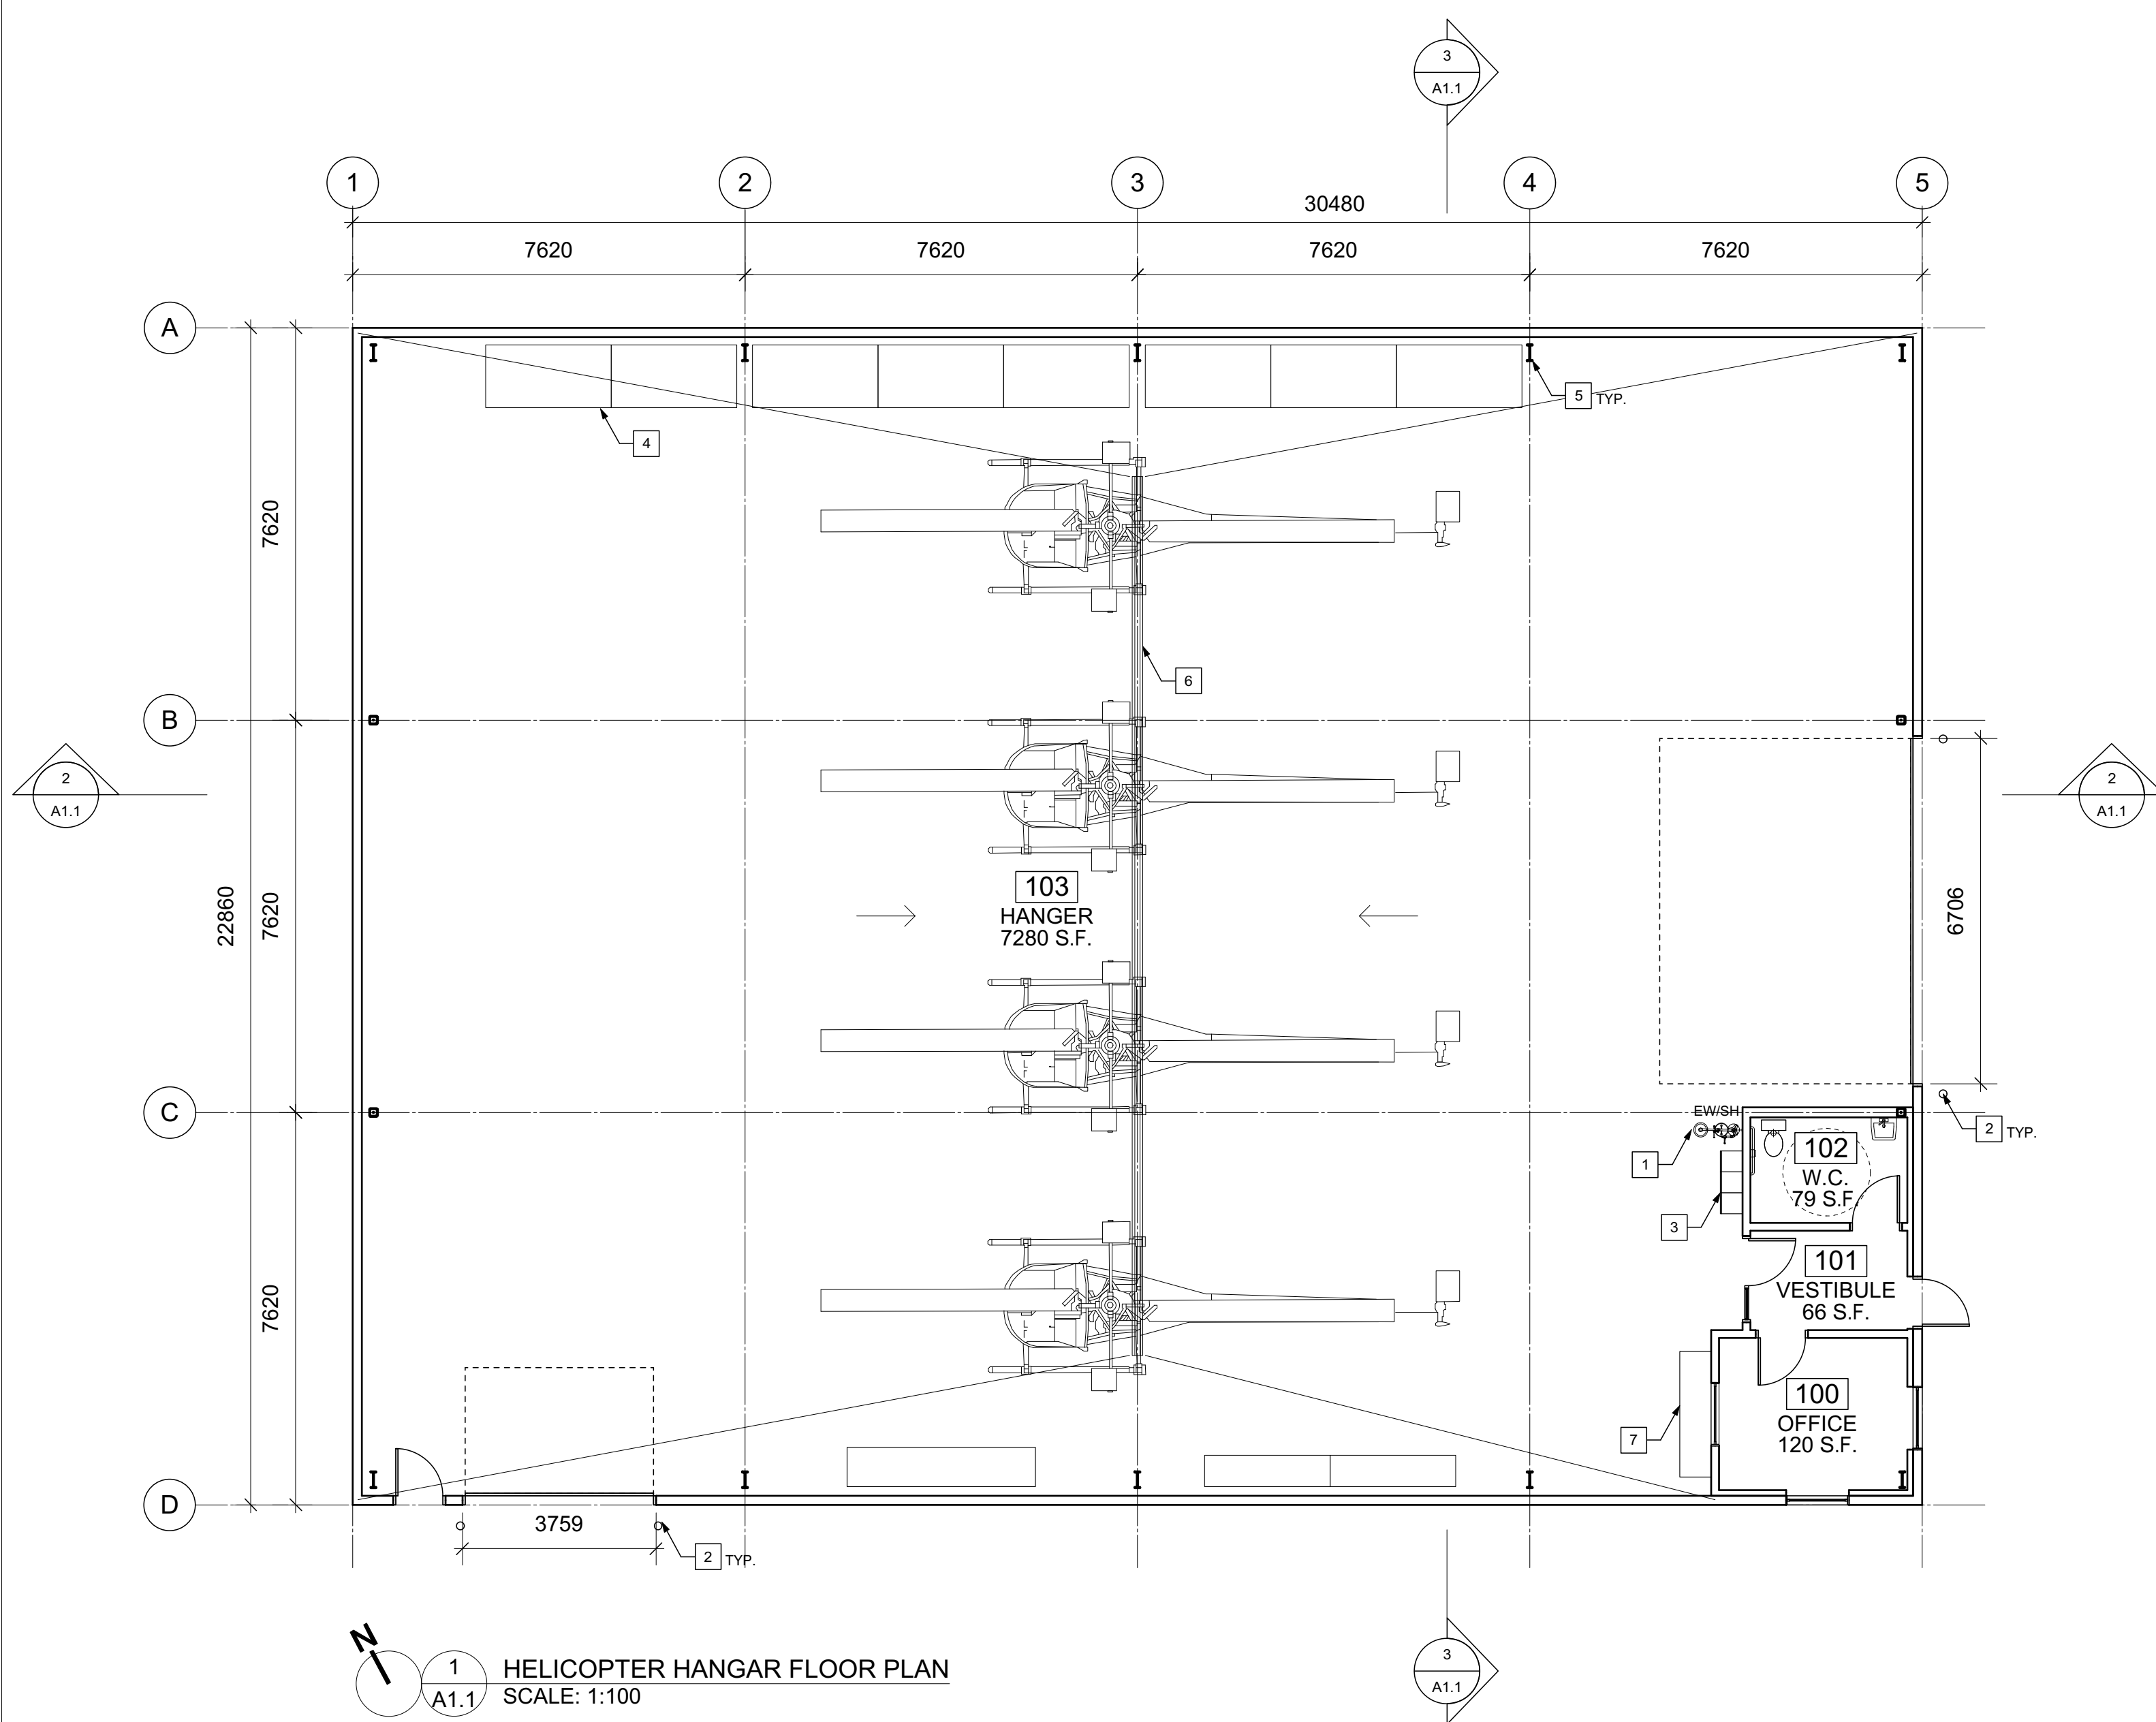 3
A1.1
1
2
3
4
5
30480
7620
7620
7620
7620
A
5
TYP.
4
7620
6
B
2
A1.1
2
A1.1
103
HANGER
7280 S.F.
22860
7620
6706
C
EW/SH
2
TYP.
1
102
W.C.
79 S.F.
3
101
VESTIBULE
66 S.F.
7620
100
OFFICE
120 S.F.
7
D
3759
2
TYP.
N
1
A1.1
HELICOPTER HANGAR FLOOR PLAN
SCALE: 1:100
3
A1.1